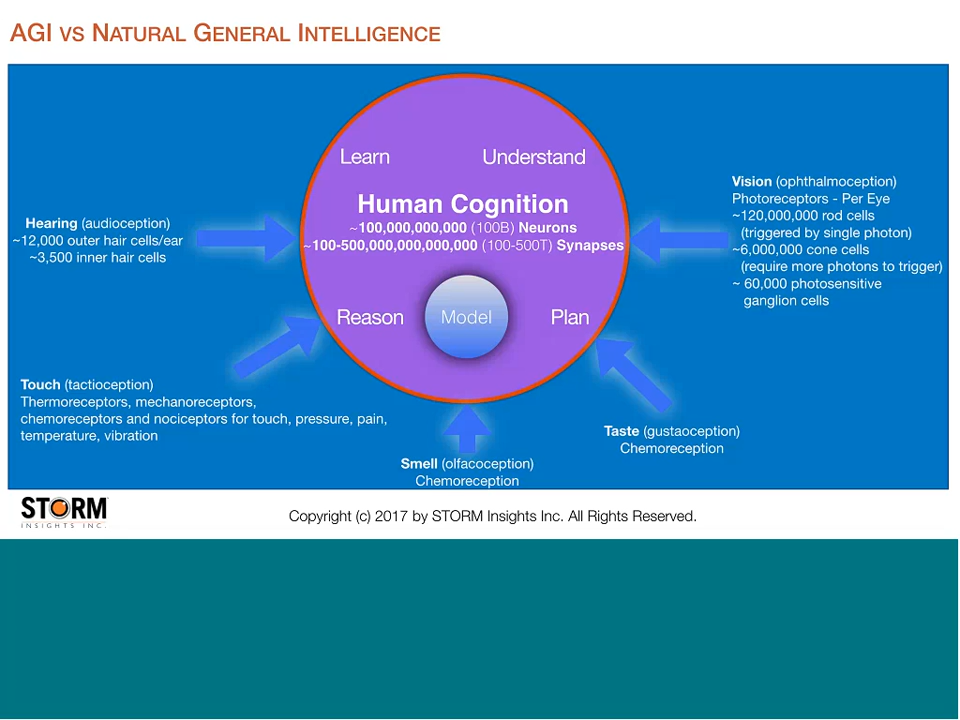 AGI VS NATURAL GENERAL INTELLIGENCE
Learn
Understand
Human Cognition
~100,000,000,000 (100B) Neurons
~100-500,000,000,000,000 (100-500T) Synapses
Reason
Model
Plan
Hearing (audioception)
~12,000 outer hair cells/ear
~3,500 inner hair cells
Vision (ophthalmoception)
Photoreceptors - Per Eye
~120,000,000 rod cells
(triggered by single photon)
~6,000,000 cone cells
(require more photons to trigger)
~ 60,000 photosensitive
ganglion cells
Touch (tactioception)
Thermoreceptors, mechanoreceptors,
chemoreceptors and nociceptors for touch, pressure, pain,
temperature, vibration
Smell (olfacoception)
Chemoreception
Taste (gustaoception)
Chemoreception
STORM
INSIGHTS INC.
Copyright (c) 2017 by STORM Insights Inc. All Rights Reserved.